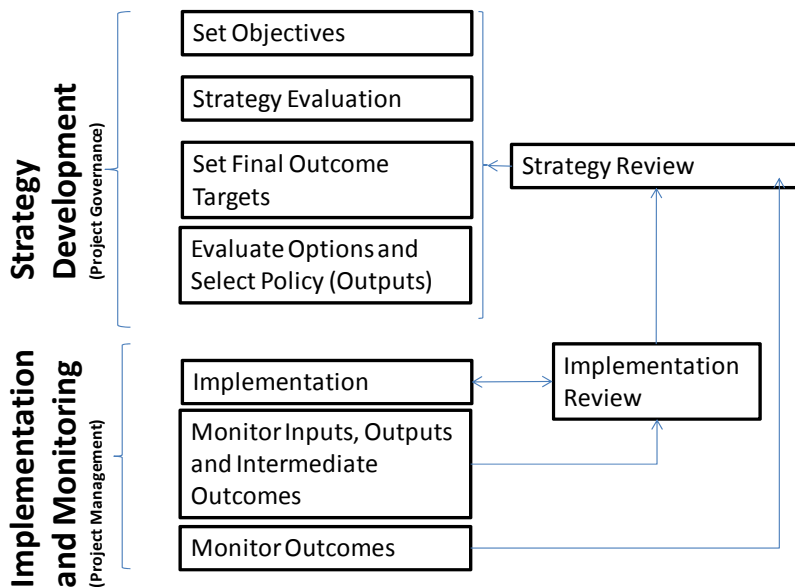 Strategy
Development
(Project Governance)
Set Objectives
Strategy Evaluation
Set Final Outcome
Targets
Evaluate Options and
Select Policy (Outputs)
Strategy Review
Implementation
and Monitoring
(Project Management)
Implementation
Monitor Inputs, Outputs
and Intermediate
Outcomes
Monitor Outcomes
Implementation
Review